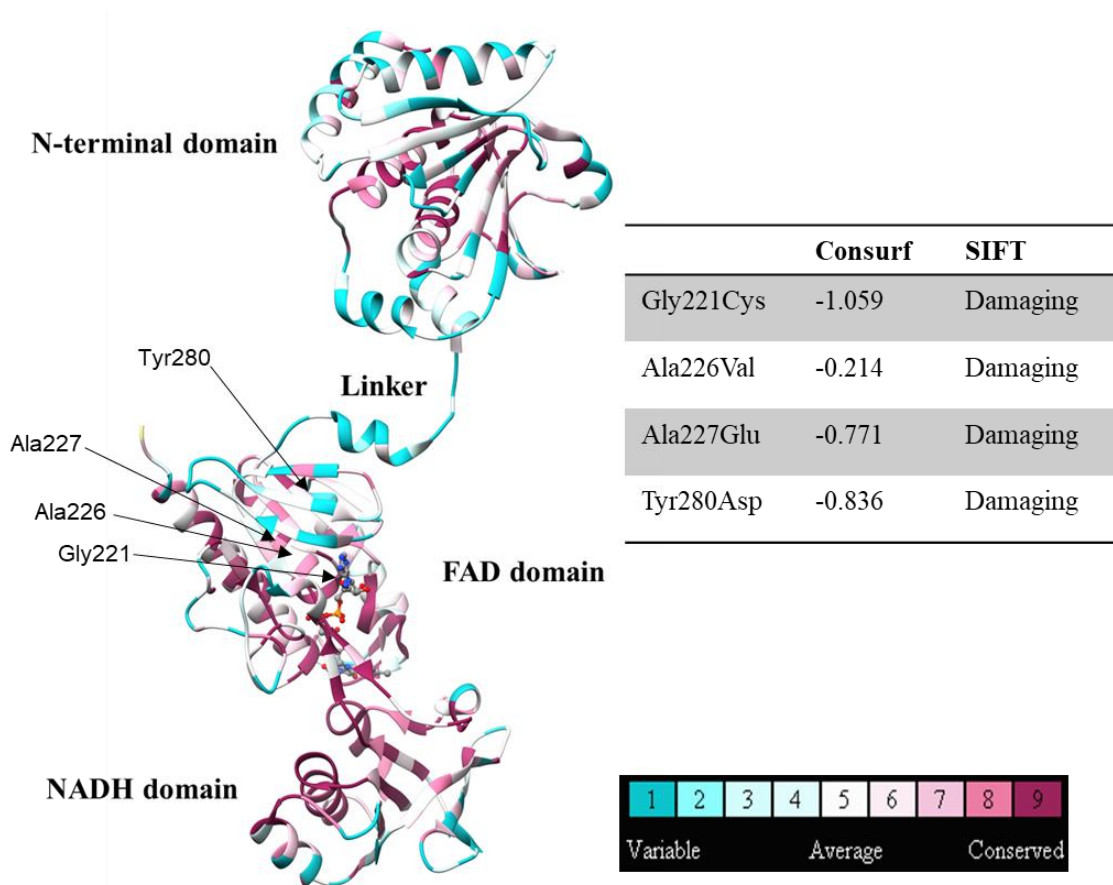 N-terminal domain
Tyr280
Linker
Ala227
Ala226
Gly221
FAD domain
NADH domain
Consurf SIFT
Gly221Cys -1.059 Damaging
Ala226Val -0.214 Damaging
Ala227Glu -0.771 Damaging
Tyr280Asp -0.836 Damaging
1 2 3 4 5 6 7 8 9
Variable Average Conserved